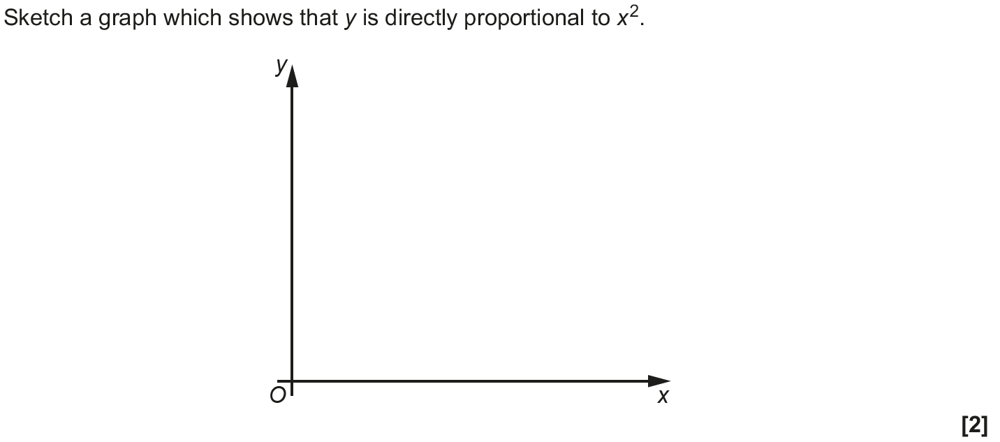 Sketch a graph which shows that y is directly proportional to x².
y
O
x
[2]